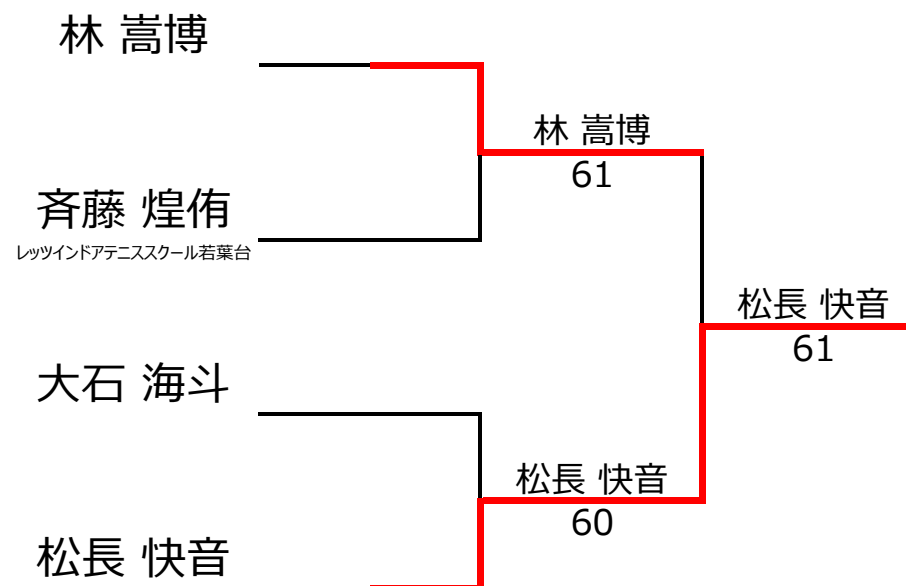 林 嵩博
林 嵩博
61
斉藤 煌侑
レッツインドアテニススクール若葉台
松長 快音
61
大石 海斗
松長 快音
60
松長 快音